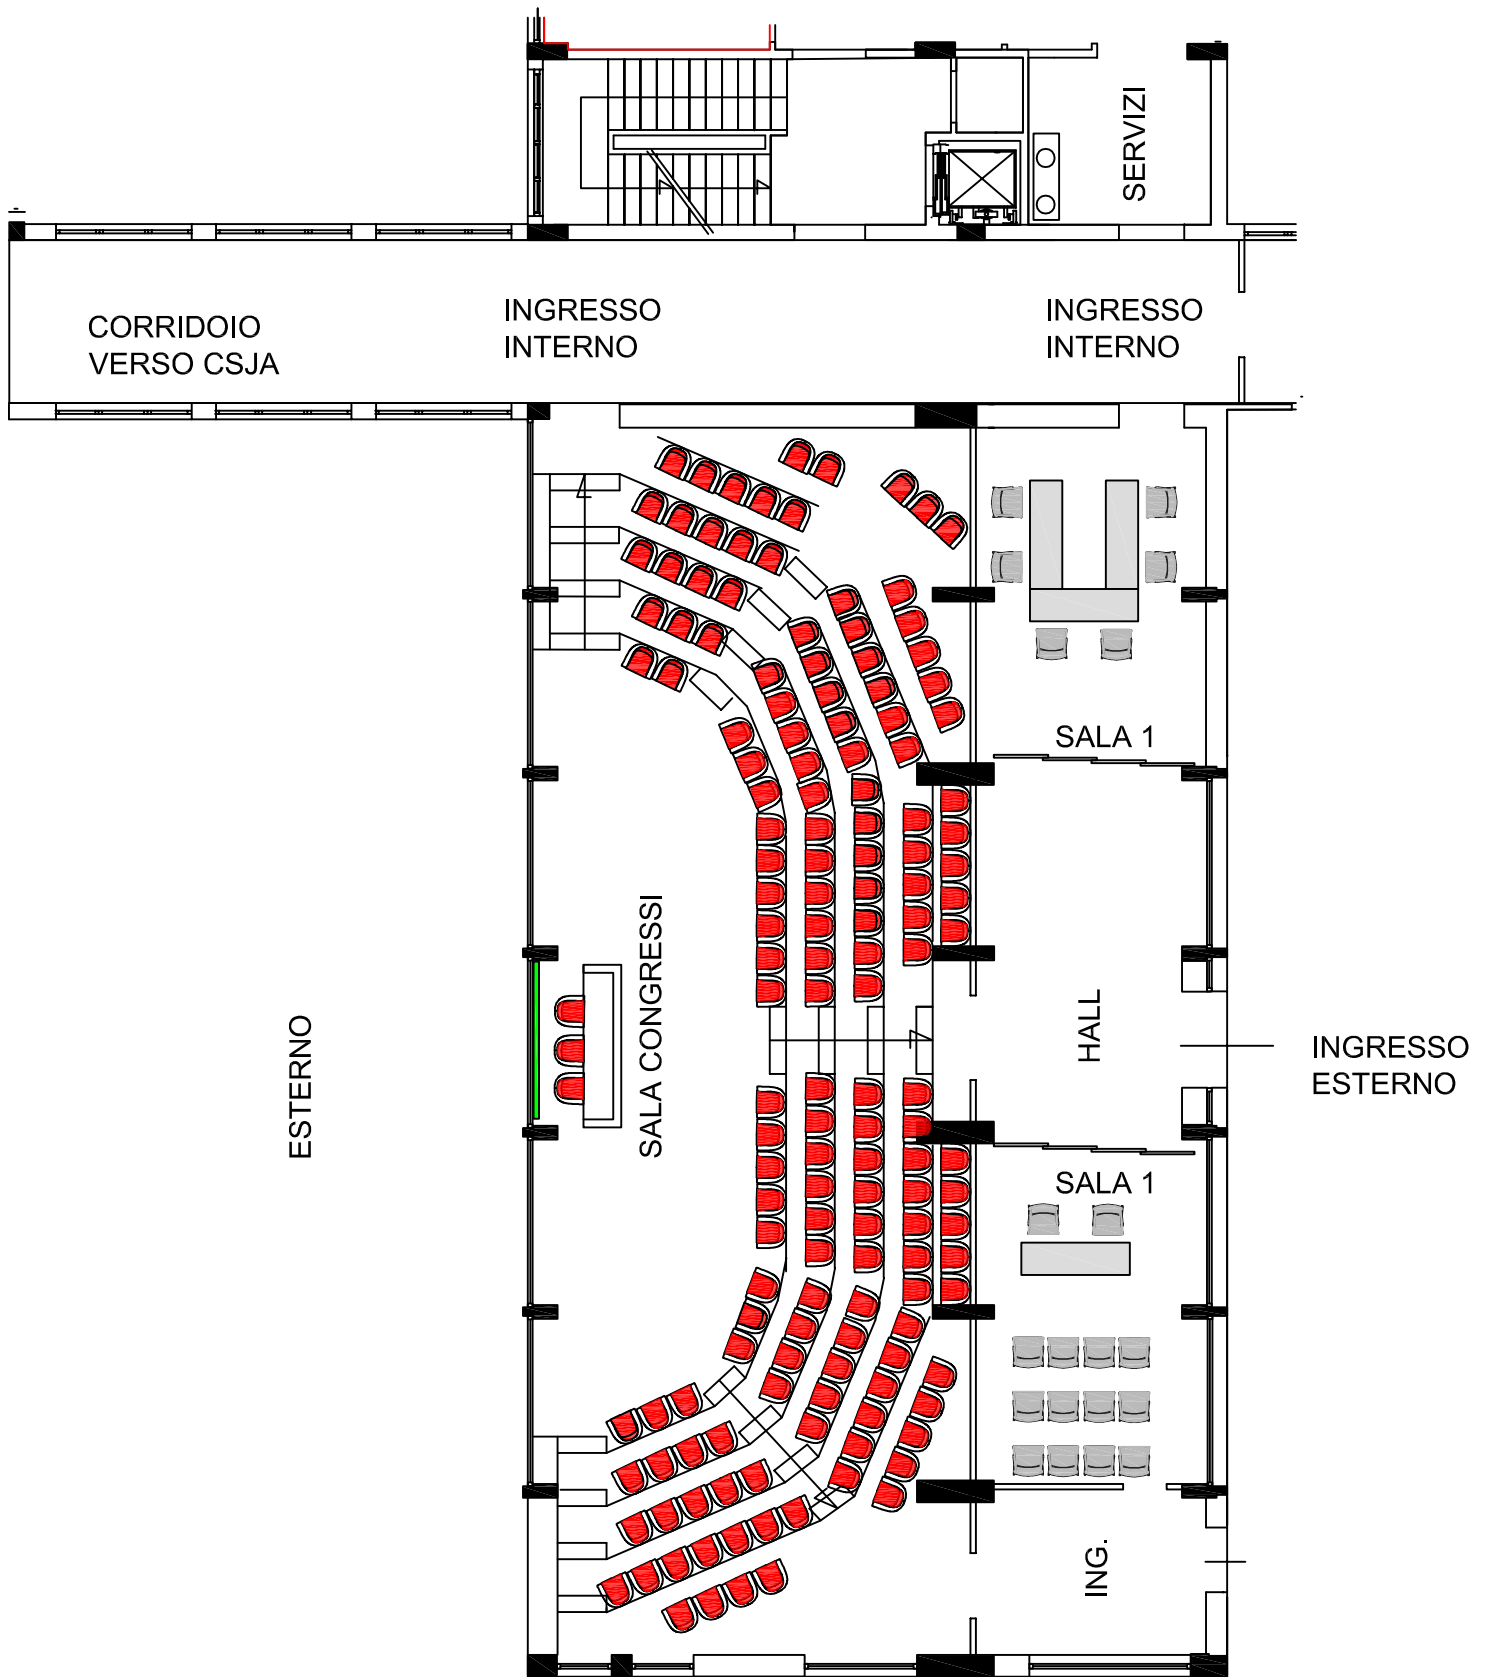 SERVIZI
CORRIDOIO
VERSO CSJA
INGRESSO
INTERNO
INGRESSO
INTERNO
SALA 1
SALA CONGRESSI
HALL
ESTERNO
INGRESSO
ESTERNO
SALA 1
ING.